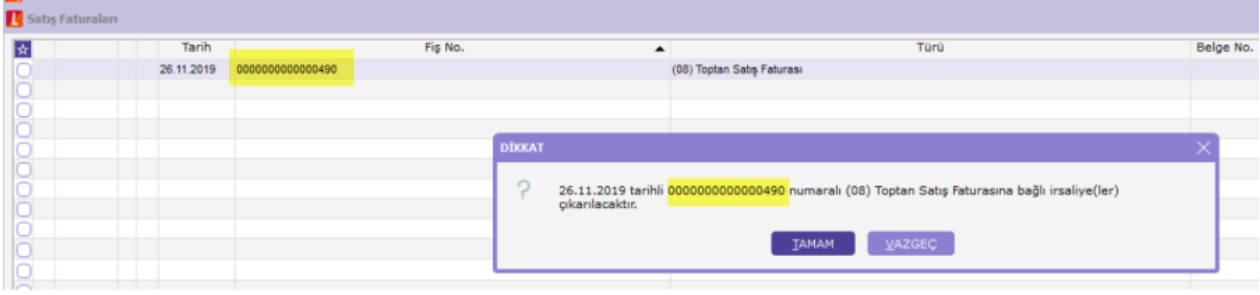 Satış Faturaları
Tarih Fiş No. Türü Belge No.
26.11.2019 0000000000000490 (08) Toptan Satış Faturası
DİKKAT
26.11.2019 tarihli 0000000000000490 numaralı (08) Toptan Satış Faturasına bağlı irsaliye(ler)
çıkarılacaktır.
TAMAM VAZGEÇ